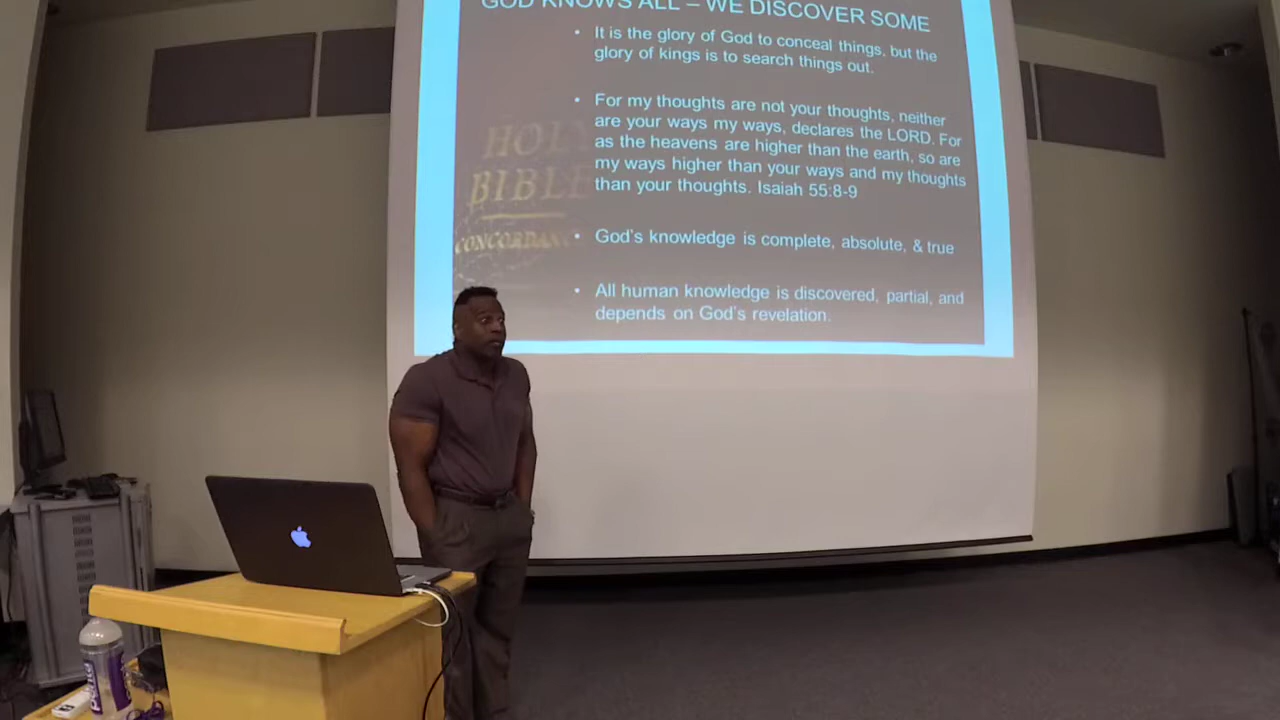 GOD KNOWS ALL – WE DISCOVER SOME
• It is the glory of God to conceal things, but the
glory of kings is to search things out.
• For my thoughts are not your thoughts, neither
are your ways my ways, declares the LORD. For
as the heavens are higher than the earth, so are
my ways higher than your ways and my thoughts
than your thoughts. Isaiah 55:8-9
• God's knowledge is complete, absolute, & true
• All human knowledge is discovered, partial, and
depends on God's revelation.
HOLY
BIBLE
CONCORDAN